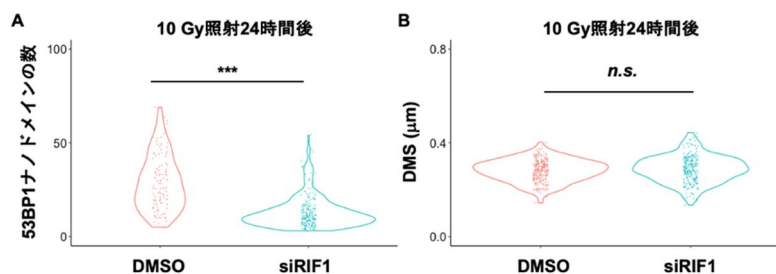 A
10 Gy照射24時間後
53BP1ナノドメインの数
100
50
0
***
DMSO
siRIF1
B
10 Gy照射24時間後
DMS (μm)
0.8
0.4
0.0
n.s.
DMSO
siRIF1